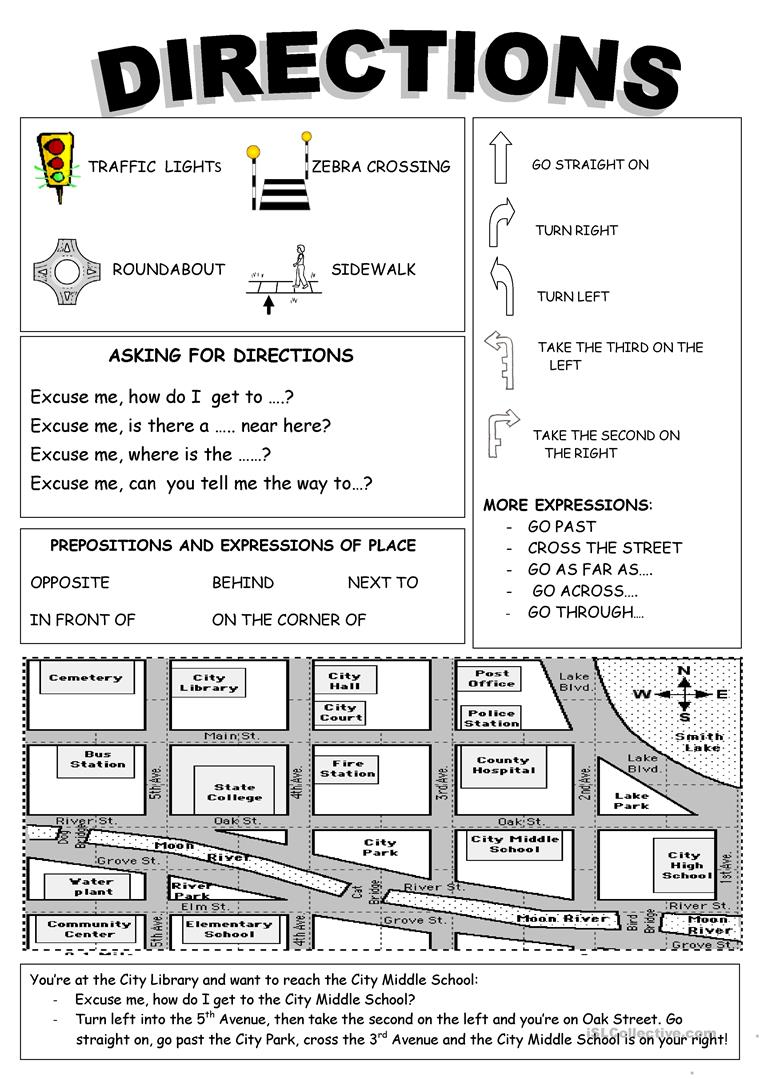 DIRECTIONS
TRAFFIC LIGHTS
ZEBRA CROSSING
ROUNDABOUT
SIDEWALK
GO STRAIGHT ON
TURN RIGHT
TURN LEFT
TAKE THE THIRD ON THE
LEFT
TAKE THE SECOND ON
THE RIGHT
MORE EXPRESSIONS:
- GO PAST
- CROSS THE STREET
- GO AS FAR AS....
- GO ACROSS....
- GO THROUGH....
ASKING FOR DIRECTIONS
Excuse me, how do I get to ....?
Excuse me, is there a ..... near here?
Excuse me, where is the ......?
Excuse me, can you tell me the way to...?
PREPOSITIONS AND EXPRESSIONS OF PLACE
OPPOSITE BEHIND NEXT TO
IN FRONT OF ON THE CORNER OF
Cemetery
City
Library
City
Hall
City
Court
Post
Office
Police
Station
Lake
Blvd.
N
W E
S
Smith
Lake
Main St.
Bus
Station
5th Ave.
State
College
4th Ave.
Fire
Station
3rd Ave.
County
Hospital
2nd Ave.
Lake
Blvd.
Lake
Park
River St.
Oak St.
Oak St.
Dog
Bridge
Moon
River
Grove St.
City
Park
City Middle
School
City
High
School
1st Ave.
Water
plant
River
Park
Elm St.
Cat
Bridge
River St.
River St.
Community
Center
5th Ave.
Elementary
School
4th Ave.
Grove St.
Moon River
Bird
Bridge
Moon
River
Grove St.
You're at the City Library and want to reach the City Middle School:
- Excuse me, how do I get to the City Middle School?
- Turn left into the 5th Avenue, then take the second on the left and you're on Oak Street. Go
straight on, go past the City Park, cross the 3rd Avenue and the City Middle School is on your right!
iSLCollective.com